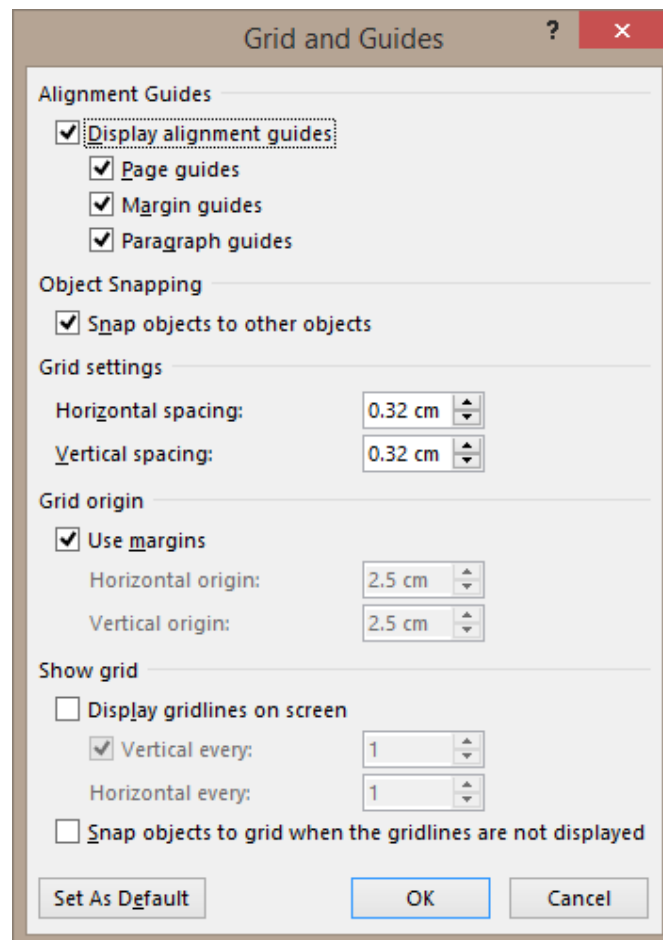 Grid and Guides ?
Alignment Guides
Display alignment guides
Page guides
Margin guides
Paragraph guides
Object Snapping
Snap objects to other objects
Grid settings
Horizontal spacing: 0.32 cm
Vertical spacing: 0.32 cm
Grid origin
Use margins
Horizontal origin: 2.5 cm
Vertical origin: 2.5 cm
Show grid
Display gridlines on screen
Vertical every: 1
Horizontal every: 1
Snap objects to grid when the gridlines are not displayed
Set As Default OK Cancel